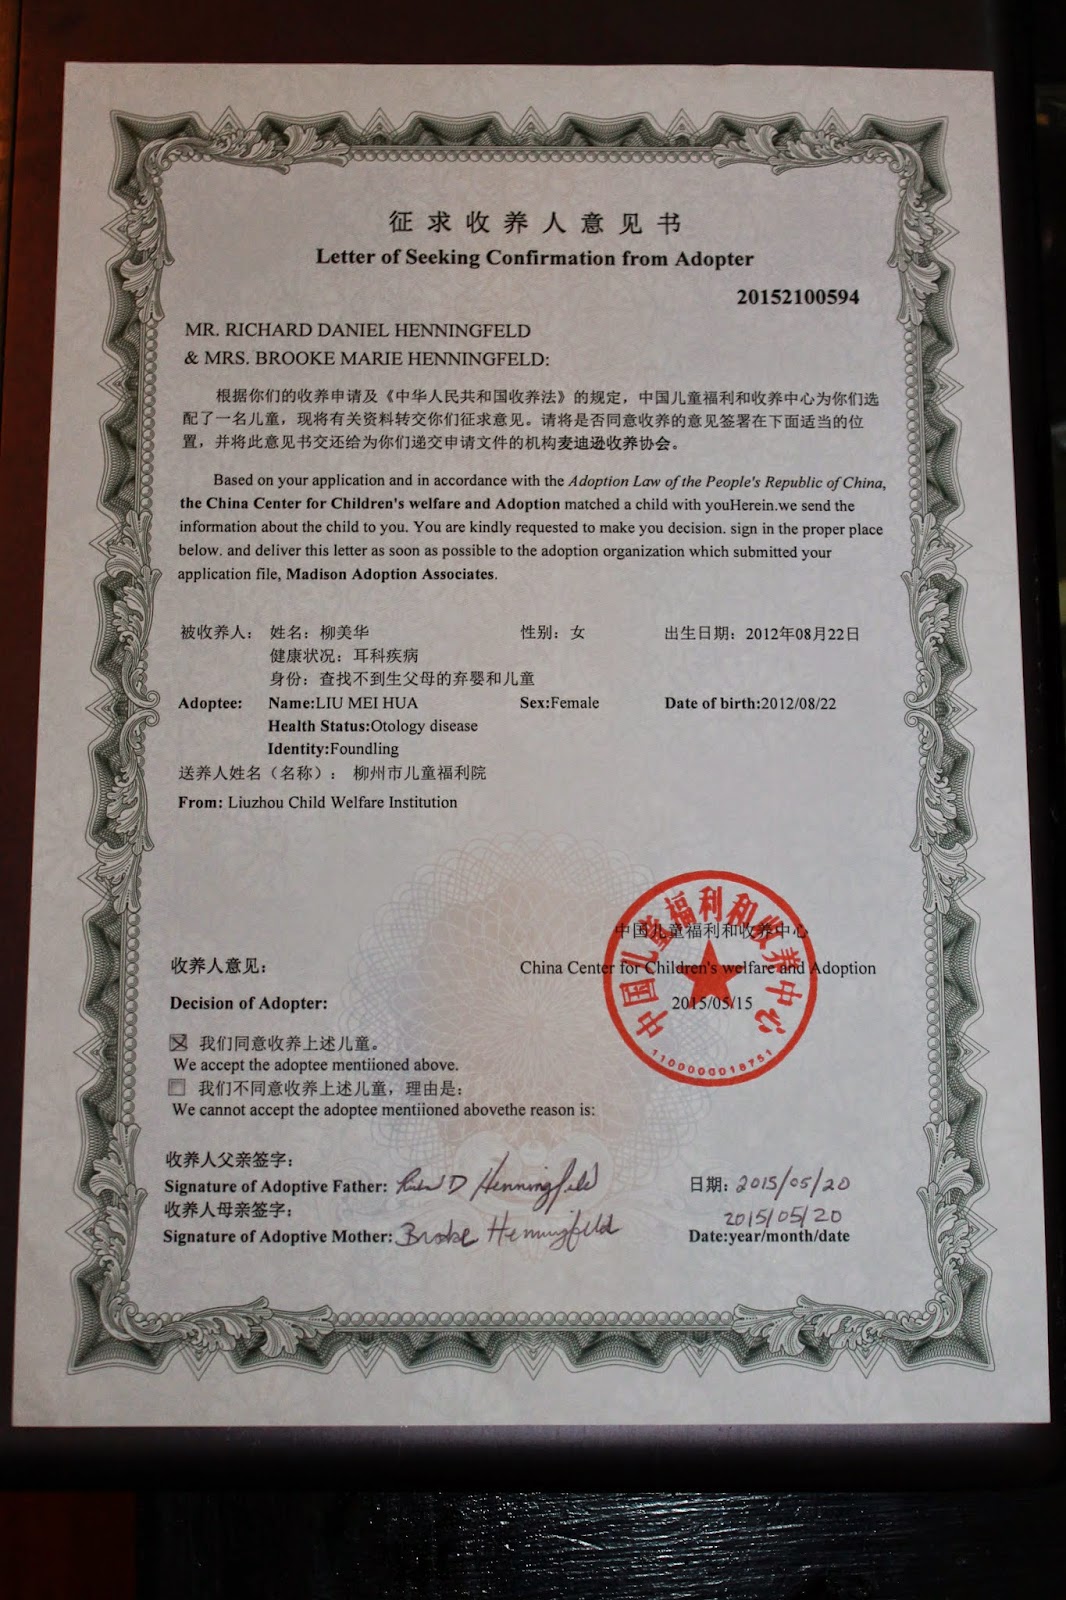 征求收养人意见书
Letter of Seeking Confirmation from Adopter
20152100594
MR. RICHARD DANIEL HENNINGFELD
& MRS. BROOKE MARIE HENNINGFELD:
根据你们的收养申请及《中华人民共和国收养法》的规定，中国儿童福利和收养中心为你们选
配了一名儿童，现将有关资料转交你们征求意见。请将是否同意收养的意见签署在下面适当的位
置，并将此意见书交还给为你们递交申请文件的机构麦迪逊收养协会。
Based on your application and in accordance with the Adoption Law of the People's Republic of China,
the China Center for Children's welfare and Adoption matched a child with youHerein.we send the
information about the child to you. You are kindly requested to make you decision. sign in the proper place
below. and deliver this letter as soon as possible to the adoption organization which submitted your
application file, Madison Adoption Associates.
被收养人： 姓名：柳美华 性别：女 出生日期：2012年08月22日
健康状况：耳科疾病
身份：查找不到生父母的弃婴和儿童
Adoptee: Name:LIU MEI HUA Sex:Female Date of birth:2012/08/22
Health Status:Otology disease
Identity:Foundling
送养人姓名（名称）： 柳州市儿童福利院
From: Liuzhou Child Welfare Institution
中国儿童福利和收养中心
中国儿童福利和收养中心
收养人意见： China Center for Children's welfare and Adoption
Decision of Adopter: 2015/05/15
1100000018751
☒ 我们同意收养上述儿童。
We accept the adoptee mentiioned above.
☐ 我们不同意收养上述儿童，理由是：
We cannot accept the adoptee mentiioned abovethe reason is:
收养人父亲签字：
Signature of Adoptive Father: Richard D Henningfeld 日期：2015/05/20
收养人母亲签字： 2015/05/20
Signature of Adoptive Mother: Brooke Henningfeld Date:year/month/date